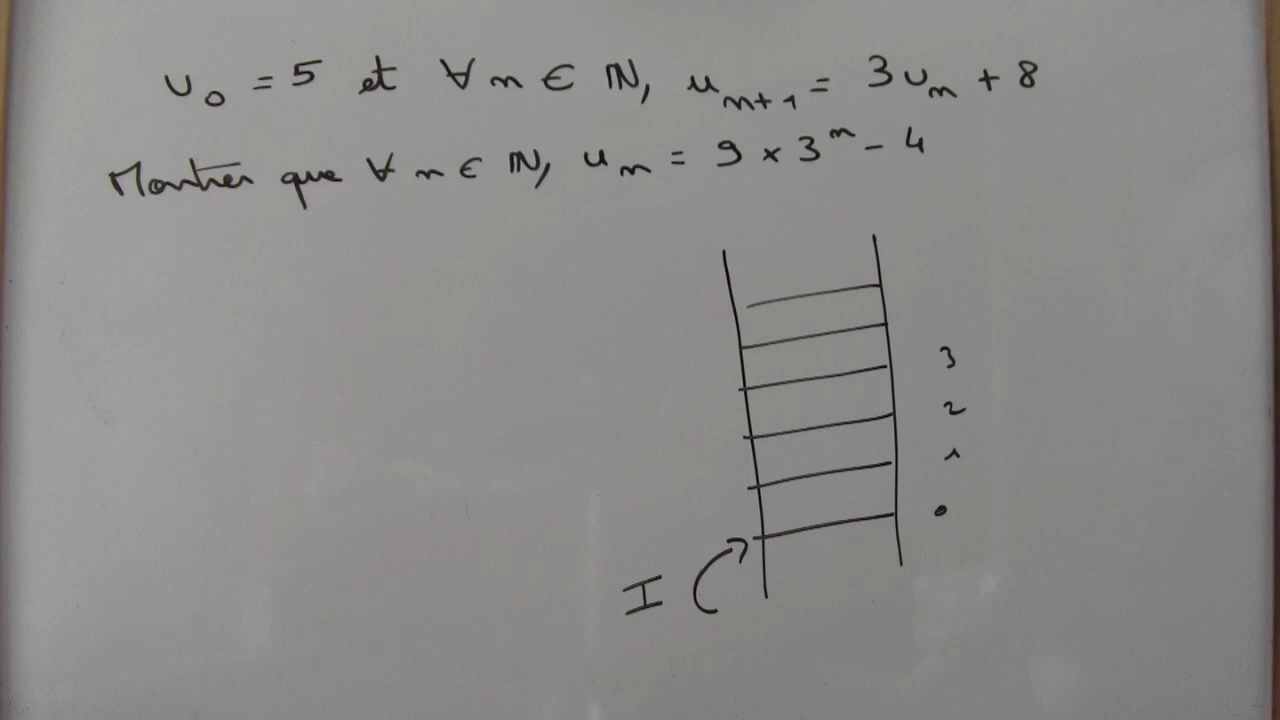 u₀ = 5 et ∀ n ∈ ℕ, uₙ₊₁ = 3uₙ + 8
Montrer que ∀ n ∈ ℕ, uₙ = 9 × 3ⁿ - 4
3
2
1
0
I